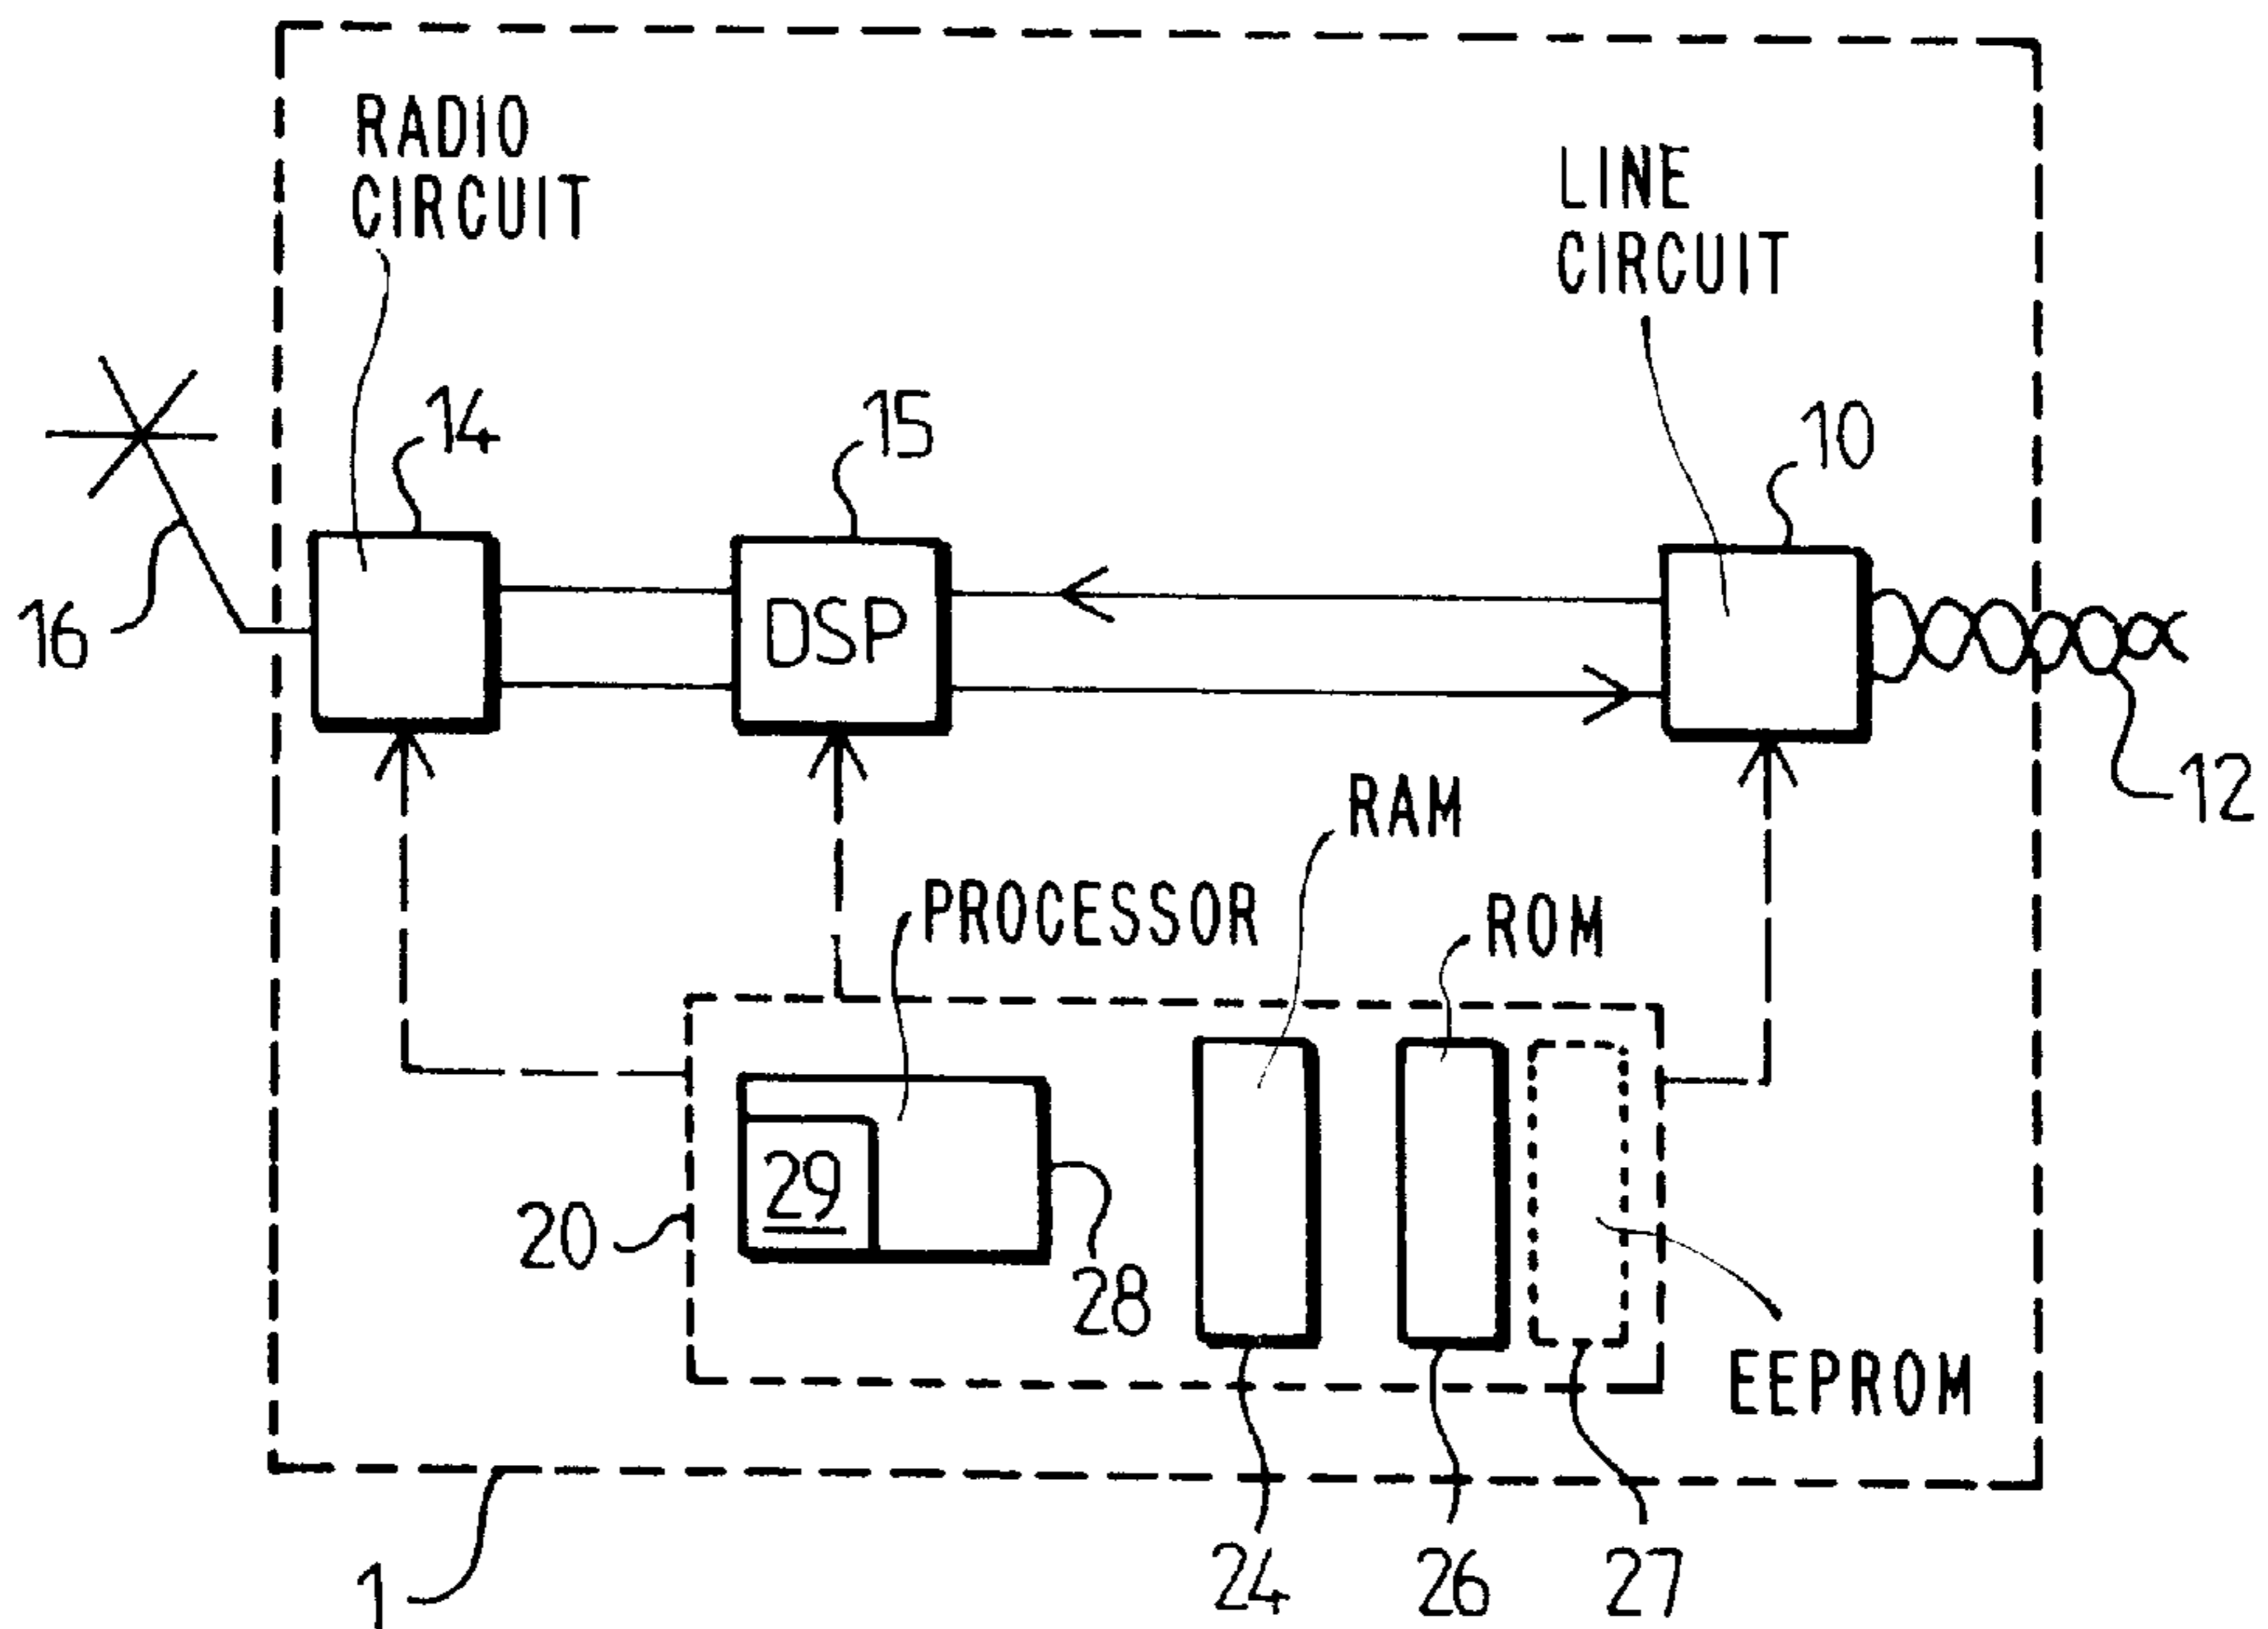 RADIO
CIRCUIT
LINE
CIRCUIT
14
15
10
16
DSP
12
RAM
PROCESSOR
ROM
29
20
28
EEPROM
1
24
26
27